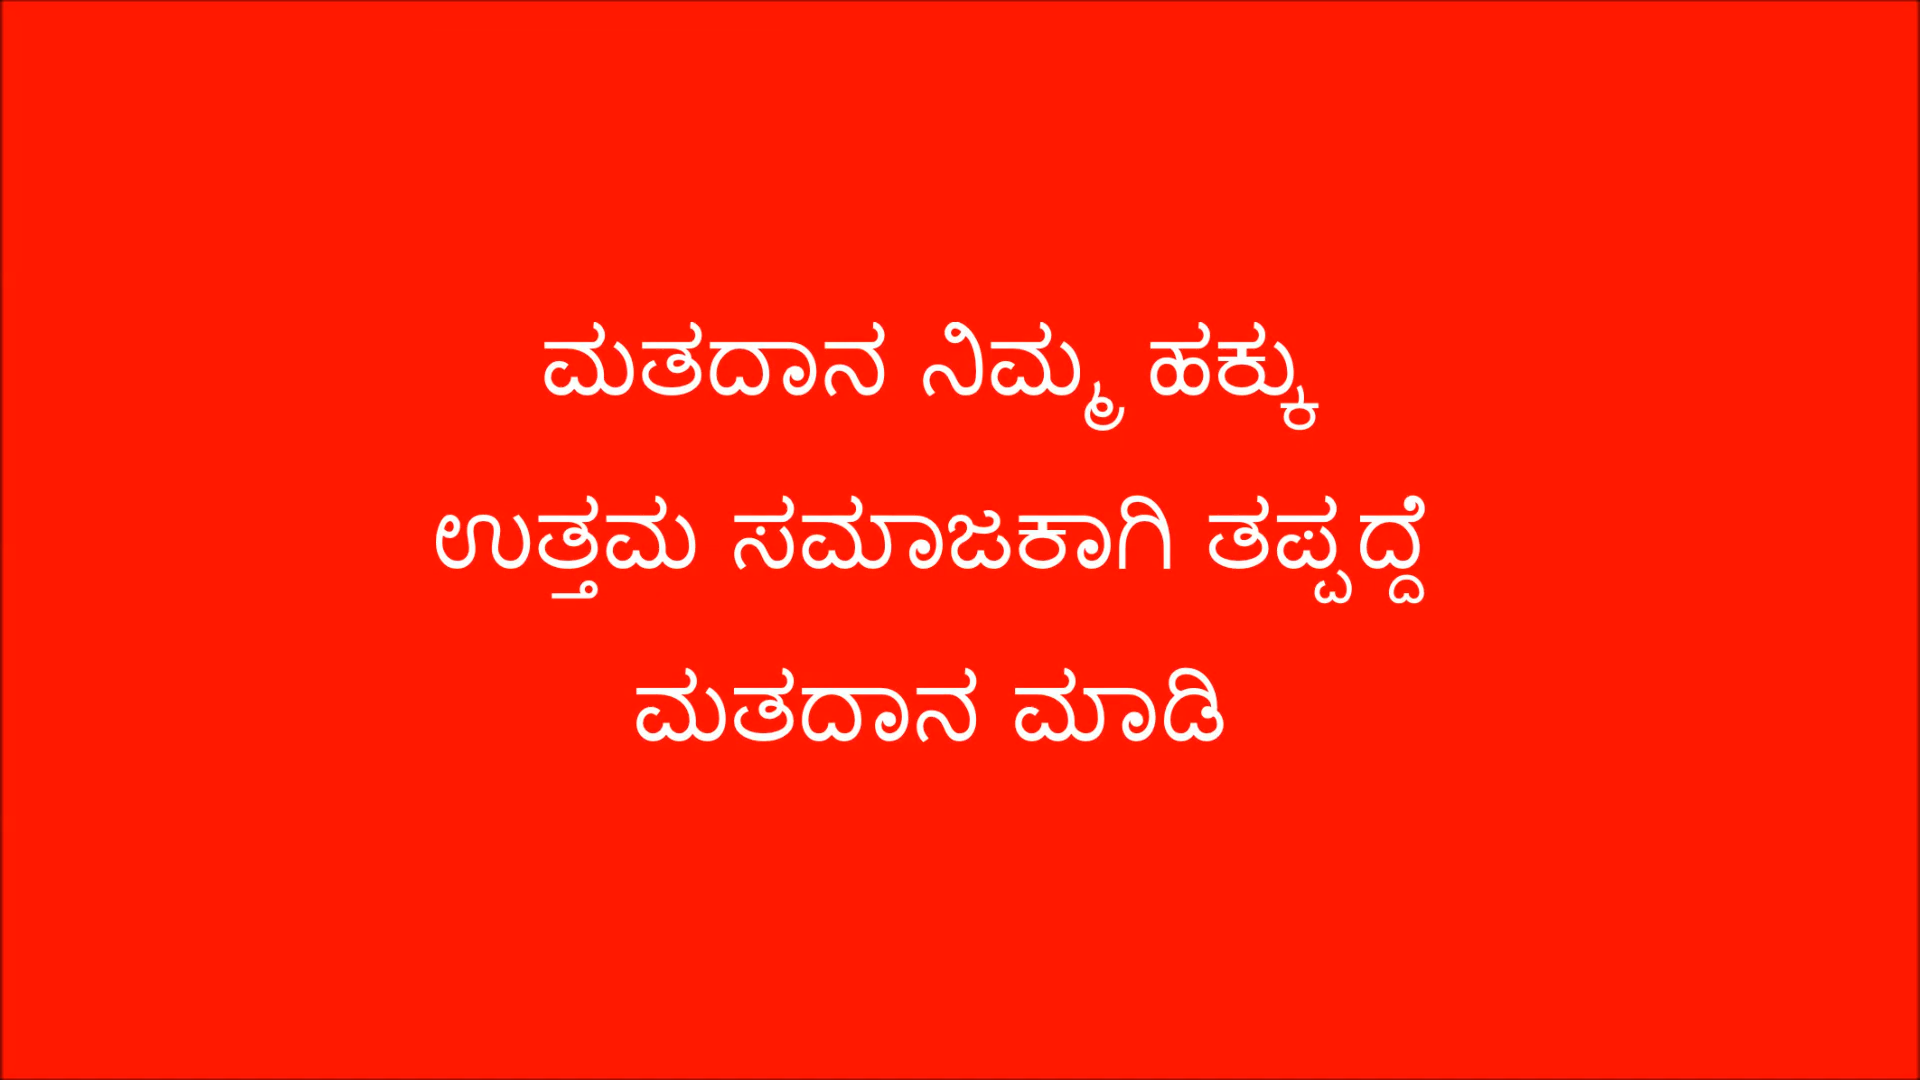 ಮತದಾನ ನಿಮ್ಮ ಹಕ್ಕು
ಉತ್ತಮ ಸಮಾಜಕಾಗಿ ತಪ್ಪದ್ದೆ
ಮತದಾನ ಮಾಡಿ